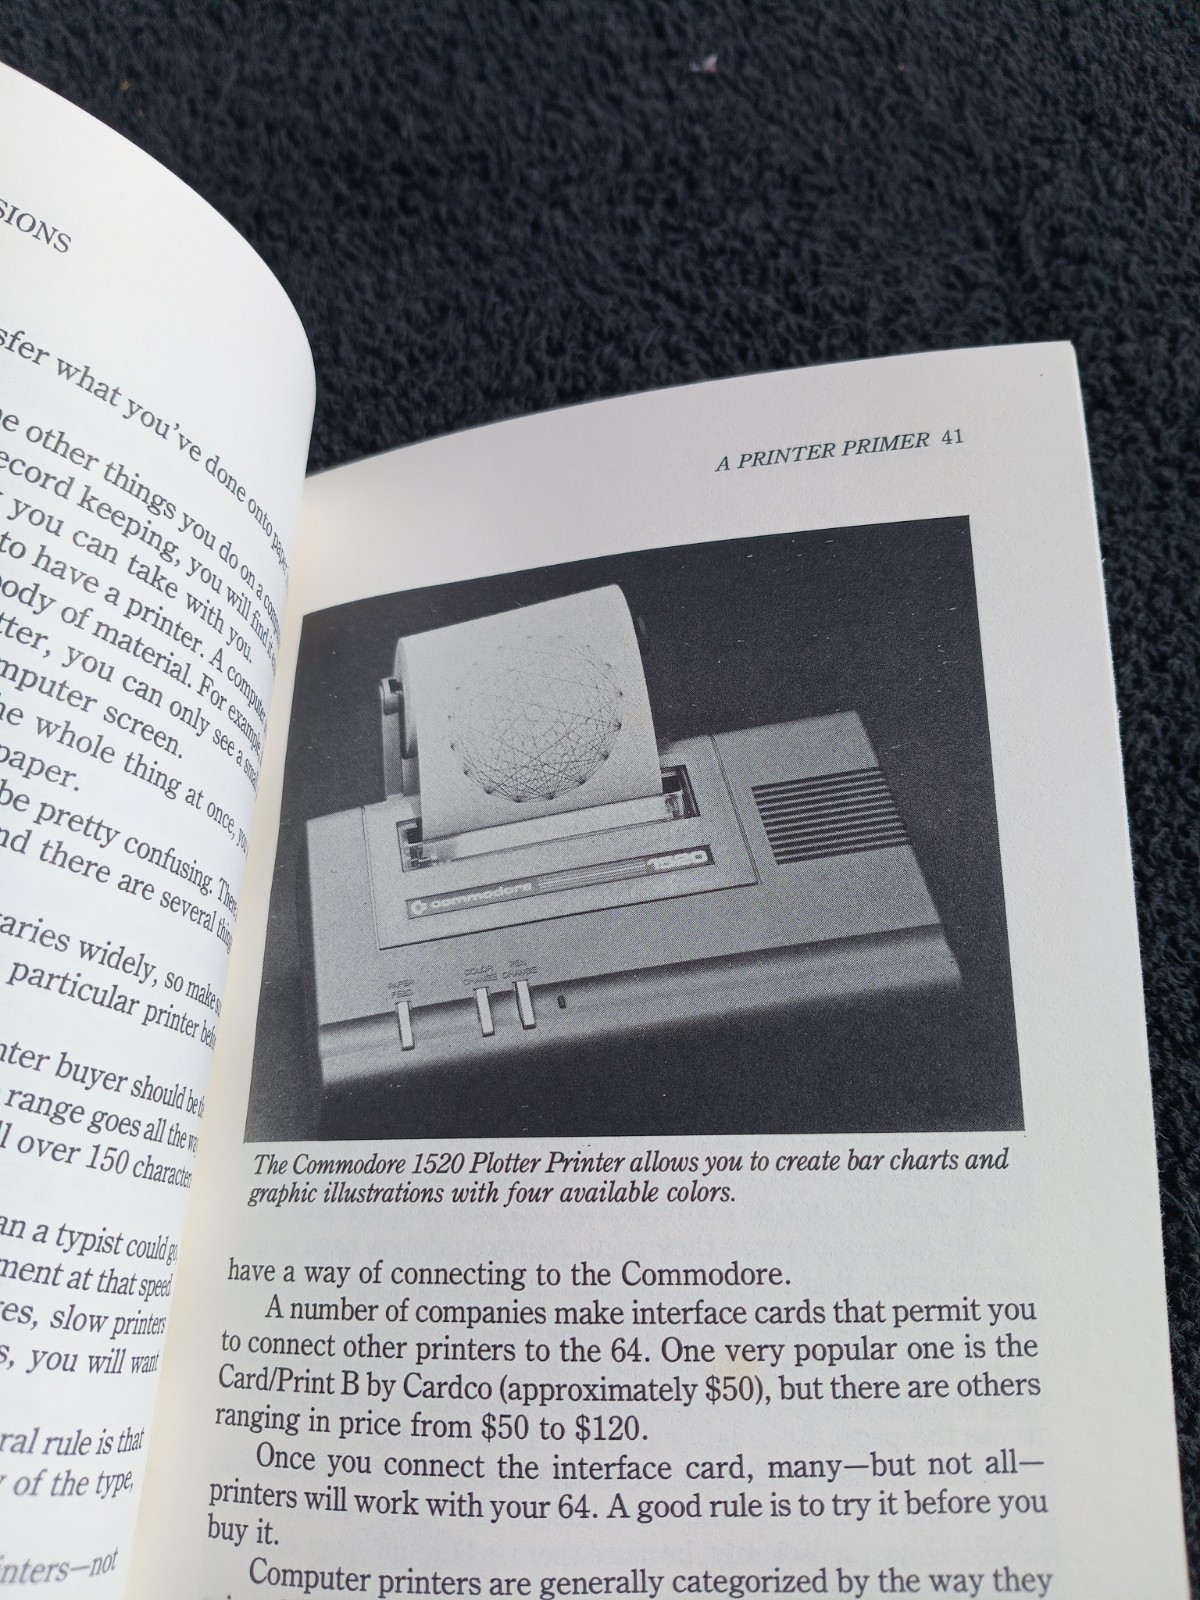 SIONS
sfer what you've done onto
e other things you do on a
ecord keeping, you will find
you can take with you.
to have a printer. A computer
ody of material. For example,
tter, you can only see a
mputer screen.
he whole thing at once,
paper.
be pretty confusing.
nd there are several
aries widely, so make
particular printer
nter buyer should be
range goes all the
l over 150
an a typist could
ment at that speed
es, slow printers
s, you will want
ral rule is that
of the type,
inters—not
A PRINTER PRIMER 41
commodore 1520
PAPER FEED
COLOR CHANGE
PEN CHANGE
The Commodore 1520 Plotter Printer allows you to create bar charts and
graphic illustrations with four available colors.
have a way of connecting to the Commodore.
A number of companies make interface cards that permit you
to connect other printers to the 64. One very popular one is the
Card/Print B by Cardco (approximately $50), but there are others
ranging in price from $50 to $120.
Once you connect the interface card, many—but not all—
printers will work with your 64. A good rule is to try it before you
buy it.
Computer printers are generally categorized by the way they